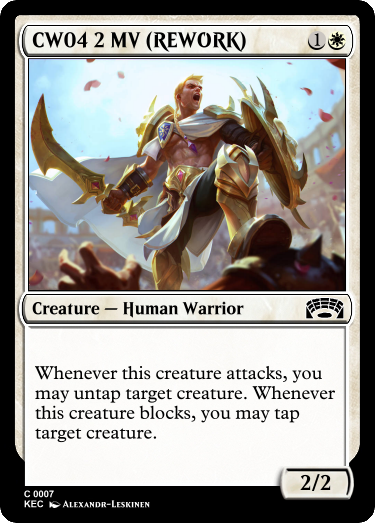 CW04 2 MV (REWORK) 1
Creature — Human Warrior
Whenever this creature attacks, you
may untap target creature. Whenever
this creature blocks, you may tap
target creature.
2/2
C 0007
KEC Alexandr-Leskinen